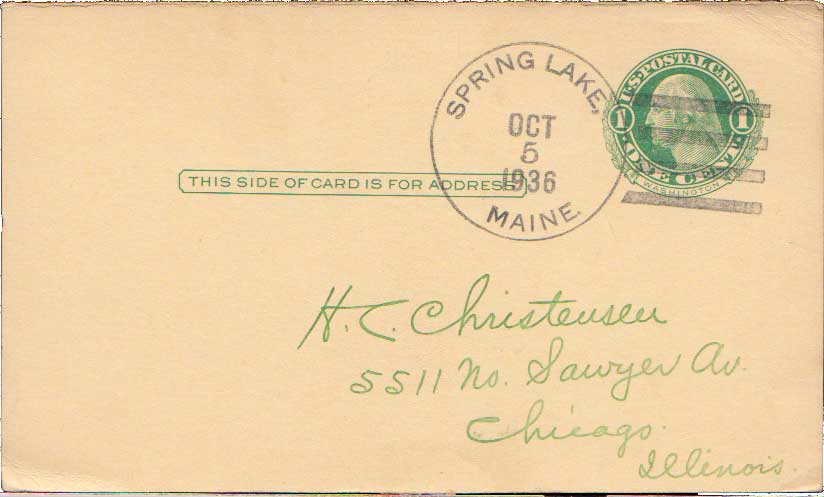 SPRING LAKE,
OCT
5
1936
MAINE.
U.S. POSTAL CARD
1 1
ONE CENT
WASHINGTON
THIS SIDE OF CARD IS FOR ADDRESS
H. C. Christensen
5511 No. Sawyer Av.
Chicago.
Illinois.